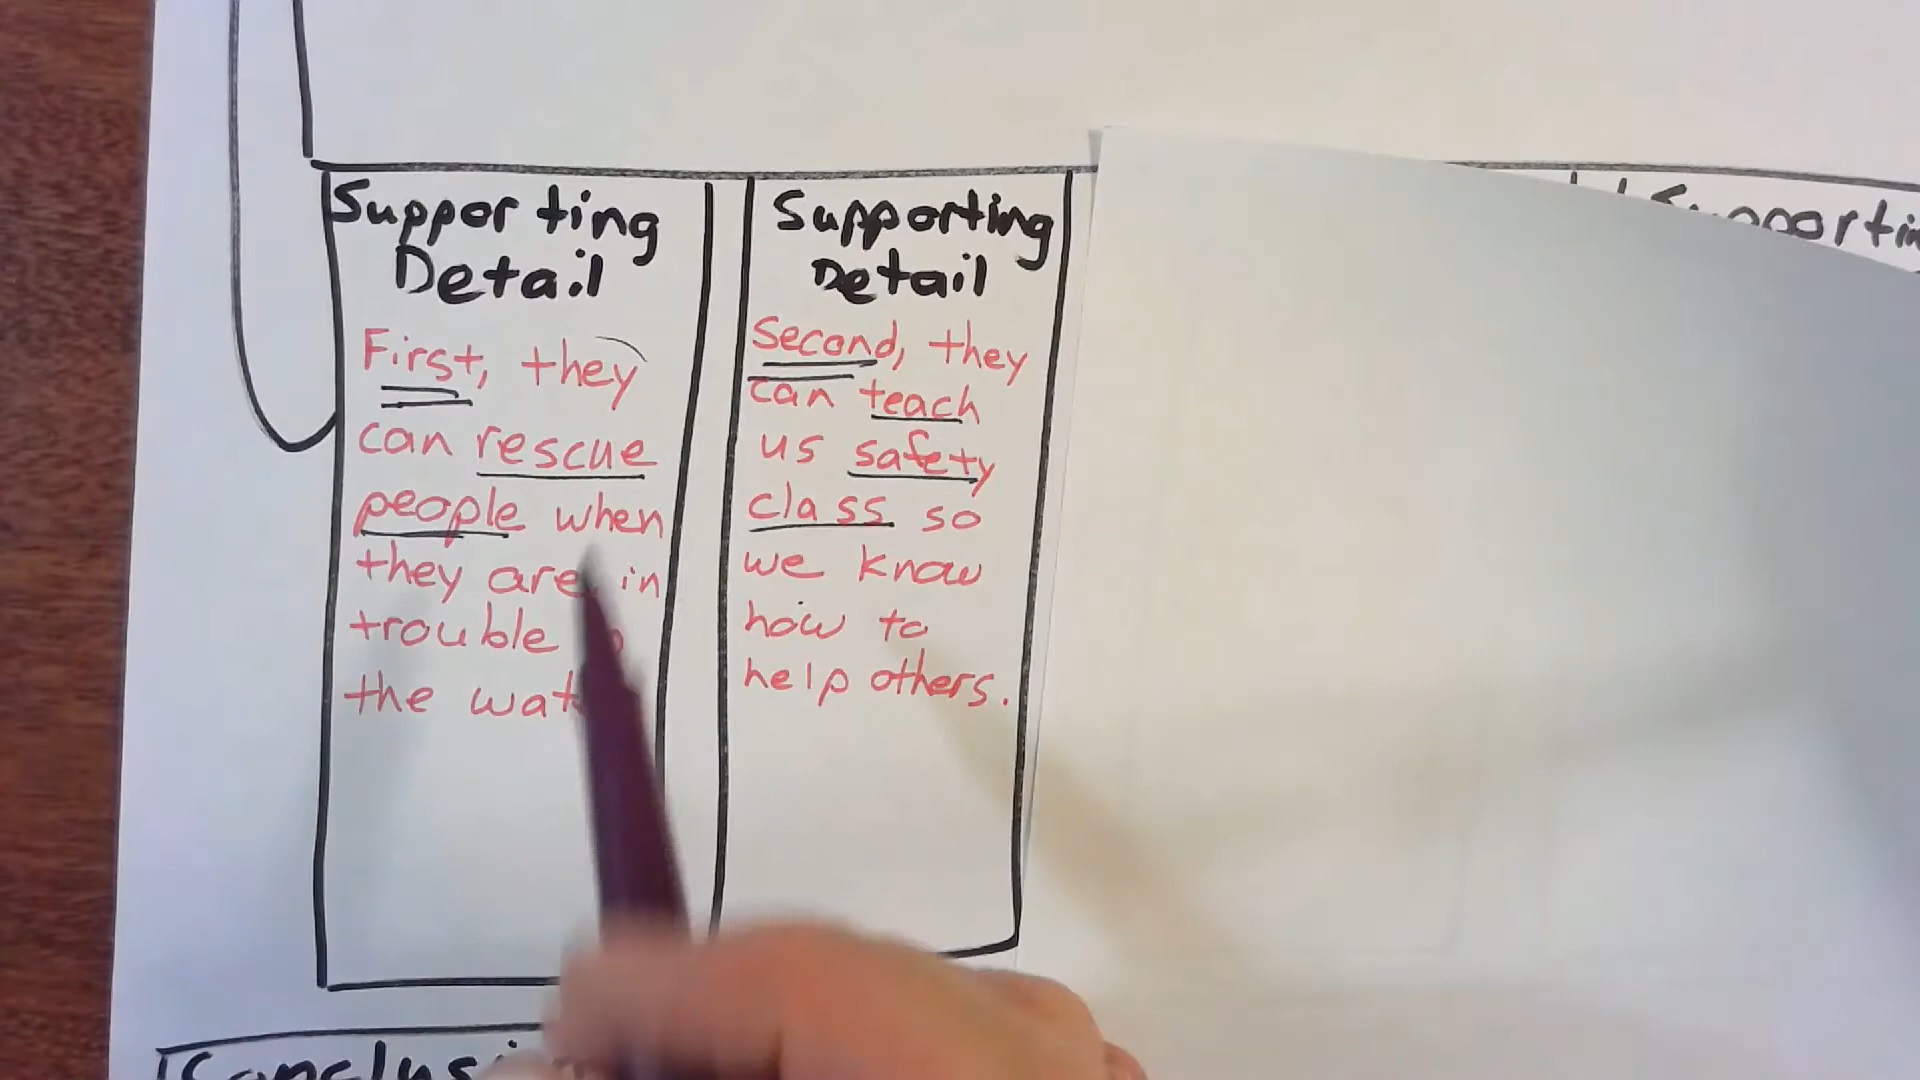 Supporting
Detail
First, they
can rescue
people when
they are in
trouble
the
Supporting
Detail
Second, they
can teach
us safety
class so
we know
how to
help others.